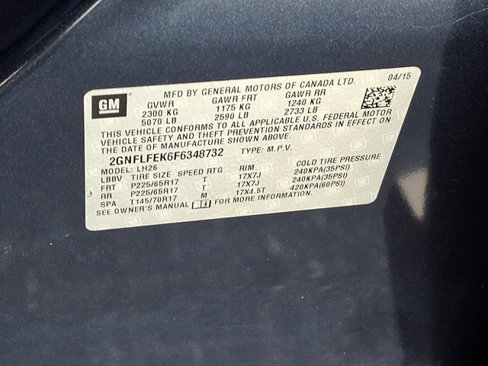 GM
MFD BY GENERAL MOTORS OF CANADA LTD. 04/15
GVWR GAWR FRT GAWR RR
2300 KG 1175 KG 1240 KG
5070 LB 2590 LB 2733 LB
THIS VEHICLE CONFORMS TO ALL APPLICABLE U.S. FEDERAL MOTOR
VEHICLE SAFETY AND THEFT PREVENTION STANDARDS IN EFFECT
ON THE DATE OF MANUFACTURE SHOWN ABOVE.
2GNFLFEK6F6348732 TYPE: M.P.V.
MODEL: LH26
LBBV TIRE SIZE SPEED RTG RIM COLD TIRE PRESSURE
FRT P225/65R17 T 17X7J 240KPA(35PSI)
RR P225/65R17 T 17X7J 240KPA(35PSI)
SPA T145/70R17 M 17X4.5T 420KPA(60PSI)
SEE OWNER'S MANUAL FOR MORE INFORMATION.